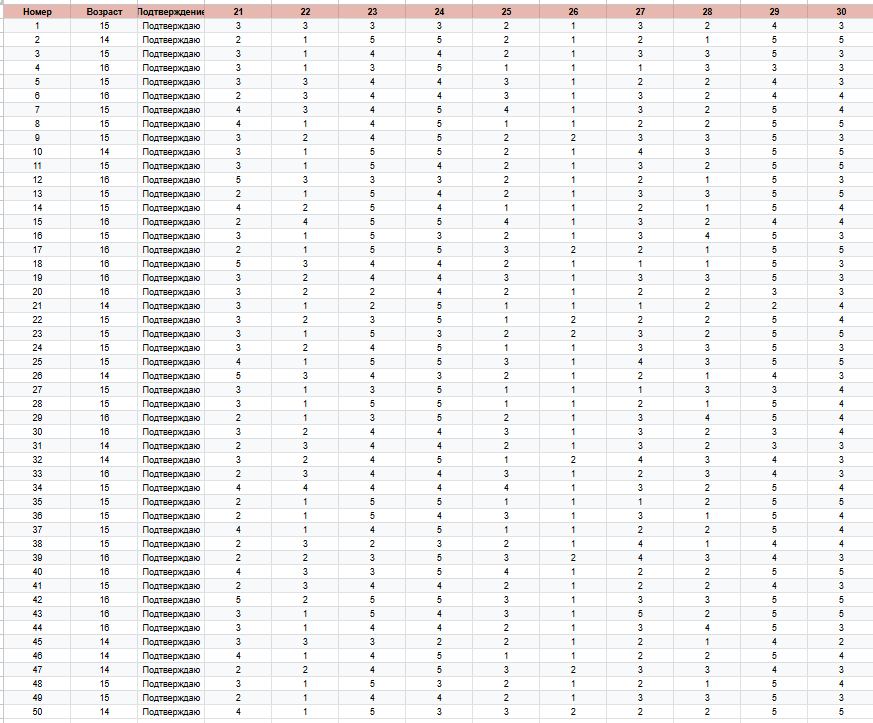 Номер Возраст Подтверждение 21 22 23 24 25 26 27 28 29 30
1 15 Подтверждаю 3 3 3 3 2 1 3 2 4 3
2 14 Подтверждаю 2 1 5 5 2 1 2 1 5 5
3 15 Подтверждаю 3 1 4 4 2 1 3 3 5 3
4 16 Подтверждаю 3 1 3 5 1 1 1 3 3 3
5 16 Подтверждаю 3 3 4 4 3 1 2 2 4 3
6 16 Подтверждаю 2 3 4 4 3 1 3 2 4 4
7 15 Подтверждаю 4 3 4 5 4 1 3 2 5 4
8 15 Подтверждаю 4 1 4 5 1 1 2 2 5 5
9 15 Подтверждаю 3 2 4 5 2 2 3 3 5 3
10 14 Подтверждаю 3 1 5 5 2 1 4 3 5 5
11 15 Подтверждаю 3 1 5 4 2 1 3 2 5 5
12 16 Подтверждаю 5 3 3 3 2 1 2 1 5 3
13 15 Подтверждаю 2 1 5 4 2 1 3 3 5 5
14 15 Подтверждаю 4 2 5 4 1 1 2 1 5 4
15 16 Подтверждаю 2 4 5 5 4 1 3 2 4 4
16 15 Подтверждаю 3 1 5 3 2 1 3 4 5 3
17 16 Подтверждаю 2 1 5 5 3 2 2 1 5 5
18 16 Подтверждаю 5 3 4 4 2 1 1 1 5 3
19 16 Подтверждаю 3 2 4 4 3 1 3 3 5 3
20 16 Подтверждаю 3 2 2 4 2 1 2 2 3 3
21 14 Подтверждаю 3 1 2 5 1 1 1 2 2 4
22 15 Подтверждаю 3 2 3 5 1 2 2 2 5 4
23 15 Подтверждаю 3 1 5 3 2 2 3 2 5 5
24 15 Подтверждаю 3 2 4 5 1 1 3 3 5 3
25 15 Подтверждаю 4 1 5 5 3 1 4 3 5 5
26 14 Подтверждаю 5 3 4 3 2 1 2 1 4 3
27 15 Подтверждаю 3 1 3 5 1 1 1 3 3 4
28 15 Подтверждаю 3 1 5 5 1 1 2 1 5 4
29 16 Подтверждаю 2 1 3 5 2 1 3 4 5 4
30 16 Подтверждаю 3 2 4 4 3 1 3 2 3 4
31 14 Подтверждаю 2 3 4 4 2 1 3 2 3 3
32 14 Подтверждаю 3 2 4 5 1 2 4 3 4 3
33 16 Подтверждаю 2 3 4 4 3 1 2 3 4 3
34 15 Подтверждаю 4 4 4 4 4 1 3 2 5 4
35 15 Подтверждаю 2 1 5 5 1 1 1 2 5 5
36 15 Подтверждаю 2 1 5 4 3 1 3 1 5 4
37 15 Подтверждаю 4 1 4 5 1 1 2 2 5 4
38 15 Подтверждаю 2 3 2 3 2 1 4 1 4 4
39 16 Подтверждаю 2 2 3 5 3 2 4 3 4 3
40 16 Подтверждаю 4 3 3 5 4 1 2 2 5 5
41 15 Подтверждаю 2 3 4 4 2 1 2 2 4 3
42 16 Подтверждаю 5 2 5 5 3 1 3 3 5 5
43 16 Подтверждаю 3 1 5 4 3 1 5 2 5 5
44 16 Подтверждаю 3 1 4 4 2 1 3 4 5 3
45 14 Подтверждаю 3 3 3 2 2 1 2 1 4 2
46 14 Подтверждаю 4 1 4 5 1 1 2 2 5 4
47 14 Подтверждаю 2 2 4 5 3 2 3 3 4 3
48 15 Подтверждаю 3 1 5 3 2 1 2 1 5 4
49 15 Подтверждаю 2 1 4 4 2 1 3 3 5 3
50 14 Подтверждаю 4 1 5 3 3 2 2 2 5 5